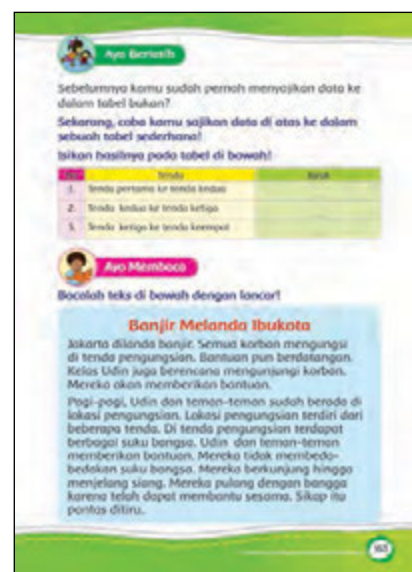 Ayo Berlatih
Sebelumnya kamu sudah pernah menyajikan data ke
dalam tabel bukan?
Sekarang, coba kamu sajikan data di atas ke dalam
sebuah tabel sederhana!
Isikan hasilnya pada tabel di bawah!
Tenda
1. Tenda pertama ke tenda kedua
2. Tenda kedua ke tenda ketiga
3. Tenda ketiga ke tenda keempat
Ayo Membaca
Bacalah teks di bawah dengan lancar!
Banjir Melanda Ibukota
Jakarta dilanda banjir. Semua korban mengungsi
di tenda pengungsian. Bantuan pun berdatangan.
Kelas Udin juga berencana mengunjungi korban.
Mereka akan memberikan bantuan.
Pagi-pagi, Udin dan teman-teman sudah berada di
lokasi pengungsian. Lokasi pengungsian terdiri dari
beberapa tenda. Di tenda pengungsian terdapat
berbagai suku bangsa. Udin dan teman-teman
memberikan bantuan. Mereka tidak membeda-
bedakan suku bangsa. Mereka berkunjung hingga
menjelang siang. Mereka pulang dengan bangga
karena telah dapat membantu sesama. Sikap itu
pantas ditiru.